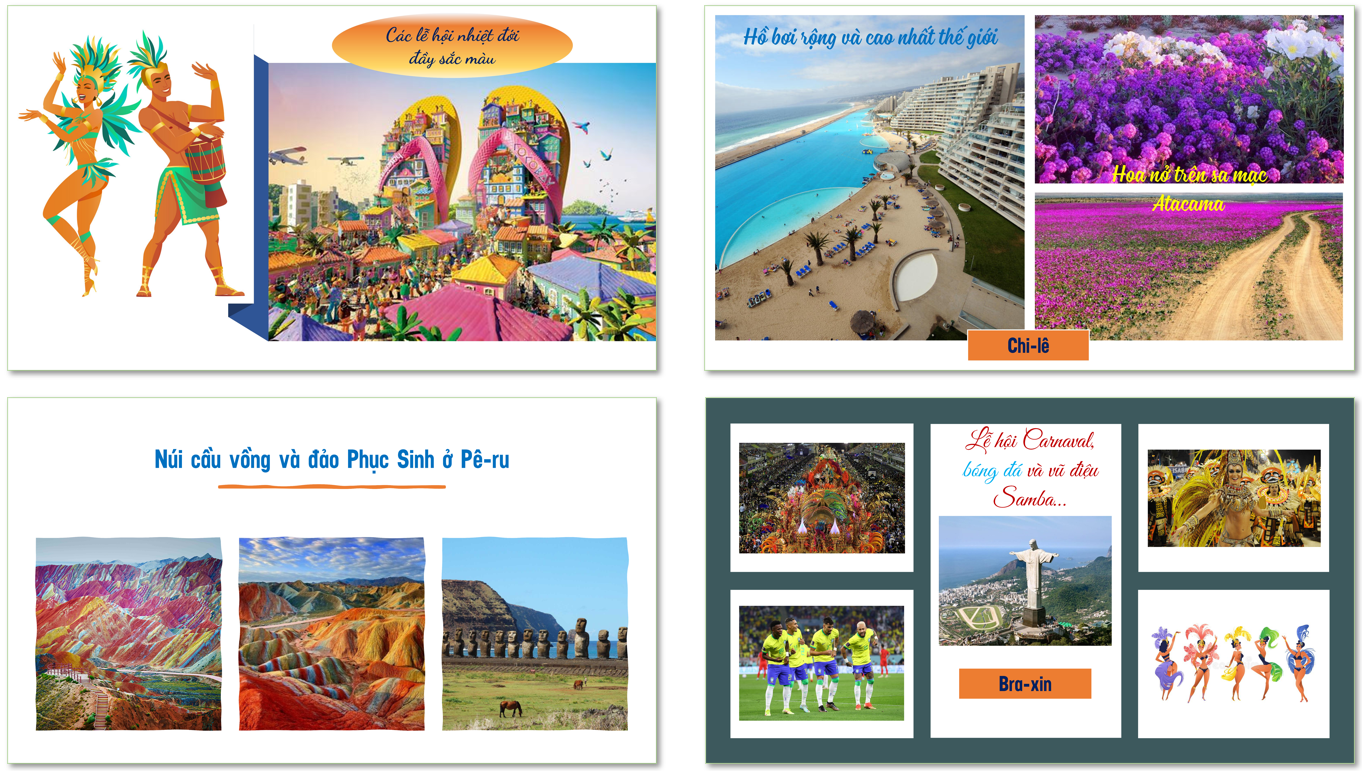 Các lễ hội nhiệt đới
đầy sắc màu
Hồ bơi rộng và cao nhất thế giới
Hoa nở trên sa mạc
Atacama
Chi-lê
Núi cầu vồng và đảo Phục Sinh ở Pê-ru
Lễ hội Carnaval,
bóng đá và vũ điệu
Samba...
Bra-xin